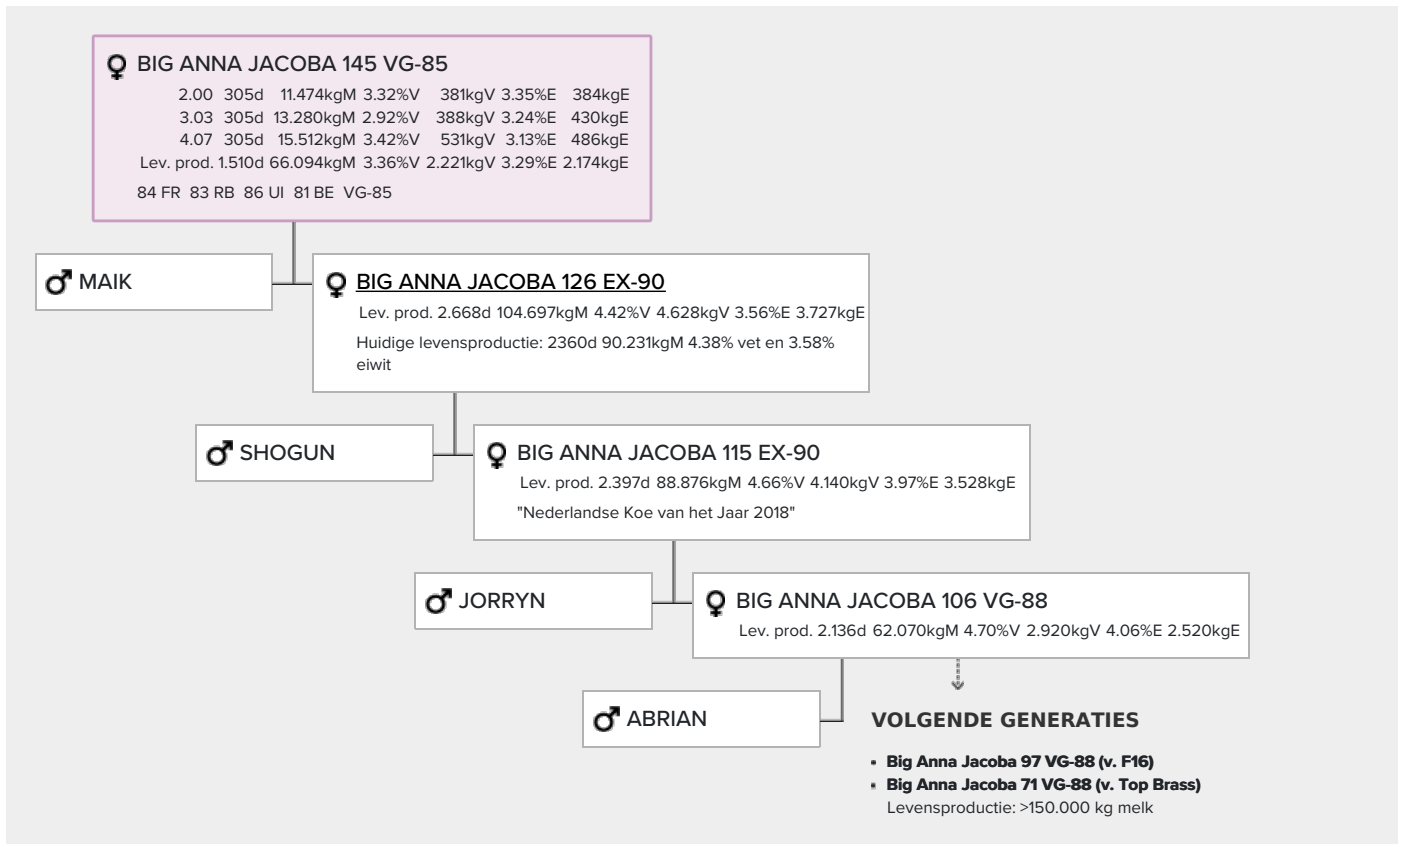 BIG ANNA JACOBA 145 VG-85
2.00 305d 11.474kgM 3.32%V 381kgV 3.35%E 384kgE
3.03 305d 13.280kgM 2.92%V 388kgV 3.24%E 430kgE
4.07 305d 15.512kgM 3.42%V 531kgV 3.13%E 486kgE
Lev. prod. 1.510d 66.094kgM 3.36%V 2.221kgV 3.29%E 2.174kgE
84 FR 83 RB 86 UI 81 BE VG-85
MAIK
BIG ANNA JACOBA 126 EX-90
Lev. prod. 2.668d 104.697kgM 4.42%V 4.628kgV 3.56%E 3.727kgE
Huidige levensproductie: 2360d 90.231kgM 4.38% vet en 3.58%
eiwit
SHOGUN
BIG ANNA JACOBA 115 EX-90
Lev. prod. 2.397d 88.876kgM 4.66%V 4.140kgV 3.97%E 3.528kgE
"Nederlandse Koe van het Jaar 2018"
JORRYN
BIG ANNA JACOBA 106 VG-88
Lev. prod. 2.136d 62.070kgM 4.70%V 2.920kgV 4.06%E 2.520kgE
ABRIAN
VOLGENDE GENERATIES
Big Anna Jacoba 97 VG-88 (v. F16)
Big Anna Jacoba 71 VG-88 (v. Top Brass)
Levensproductie: >150.000 kg melk